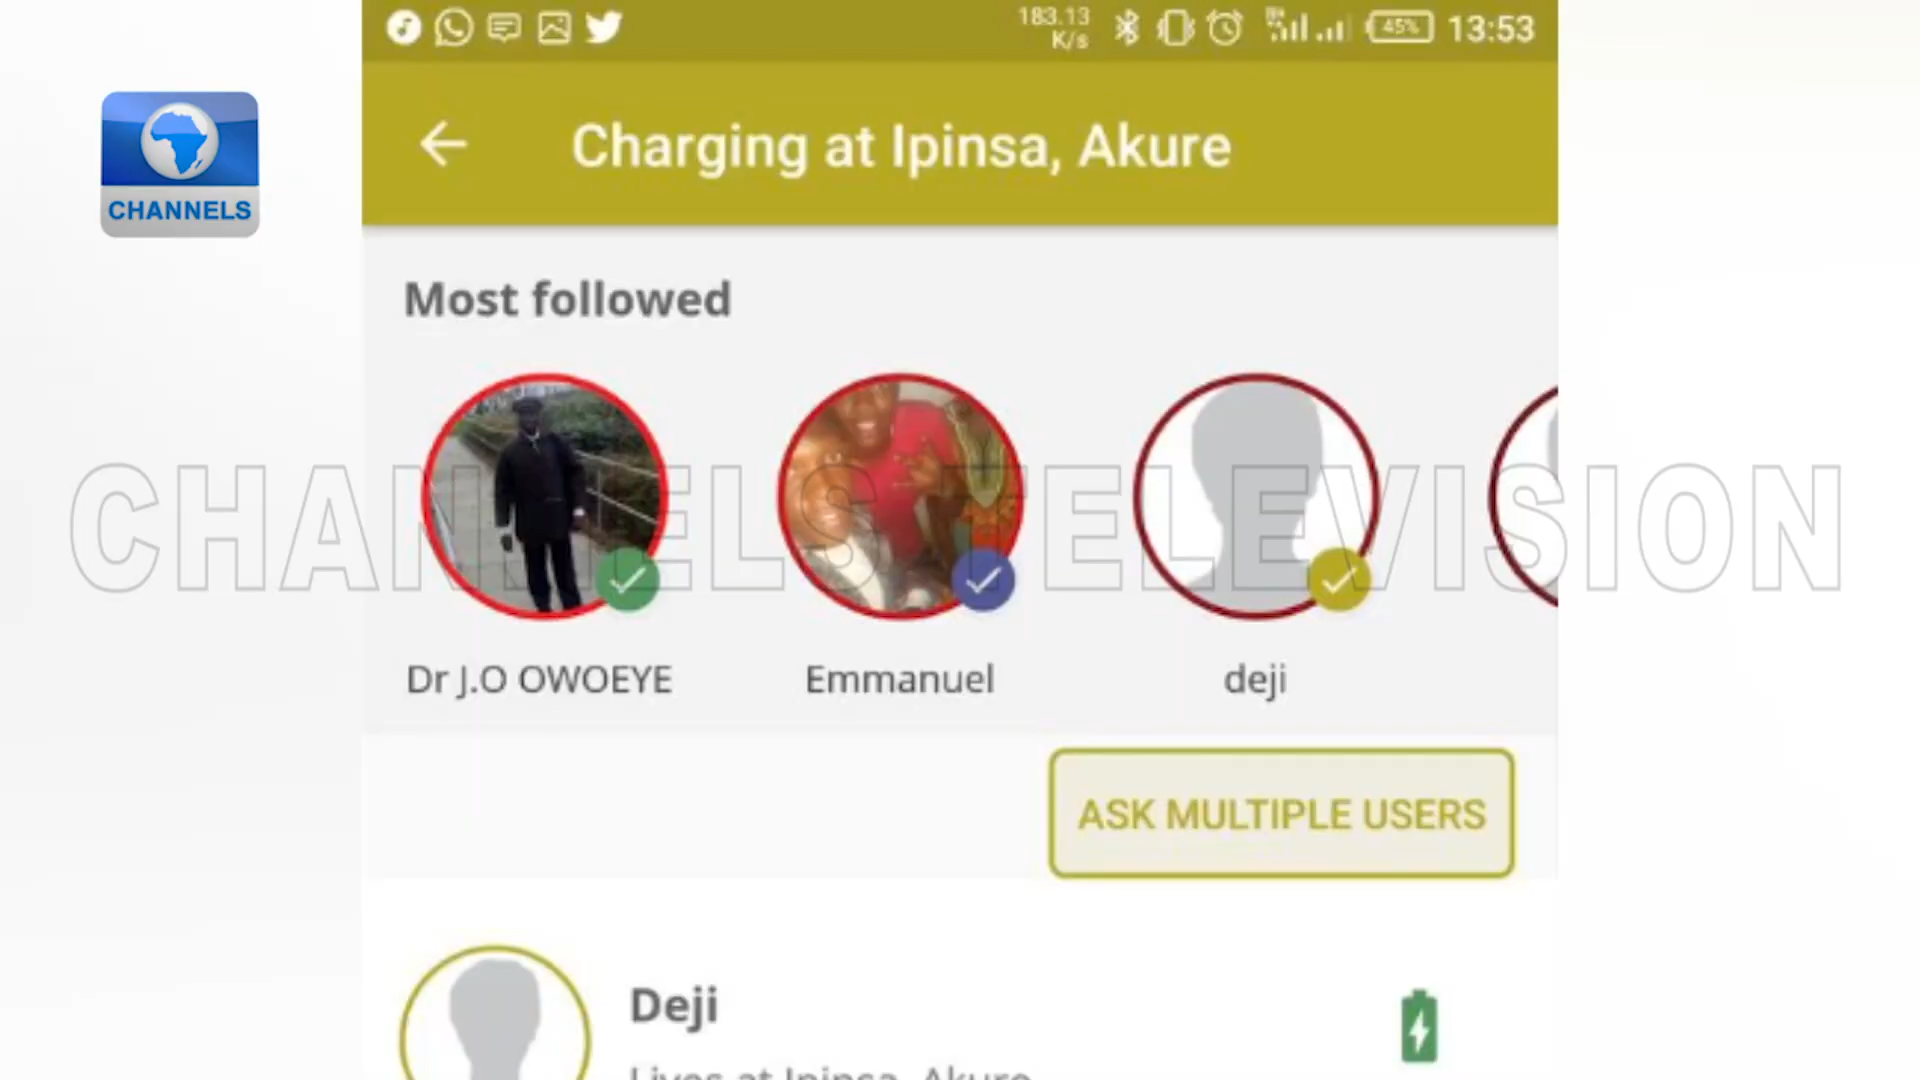 183.13
K/s
45%
13:53
CHANNELS
Charging at Ipinsa, Akure
Most followed
CHANNELS TELEVISION
Dr J.O OWOEYE
Emmanuel
deji
ASK MULTIPLE USERS
Deji
Lives at Ipinsa, Akure